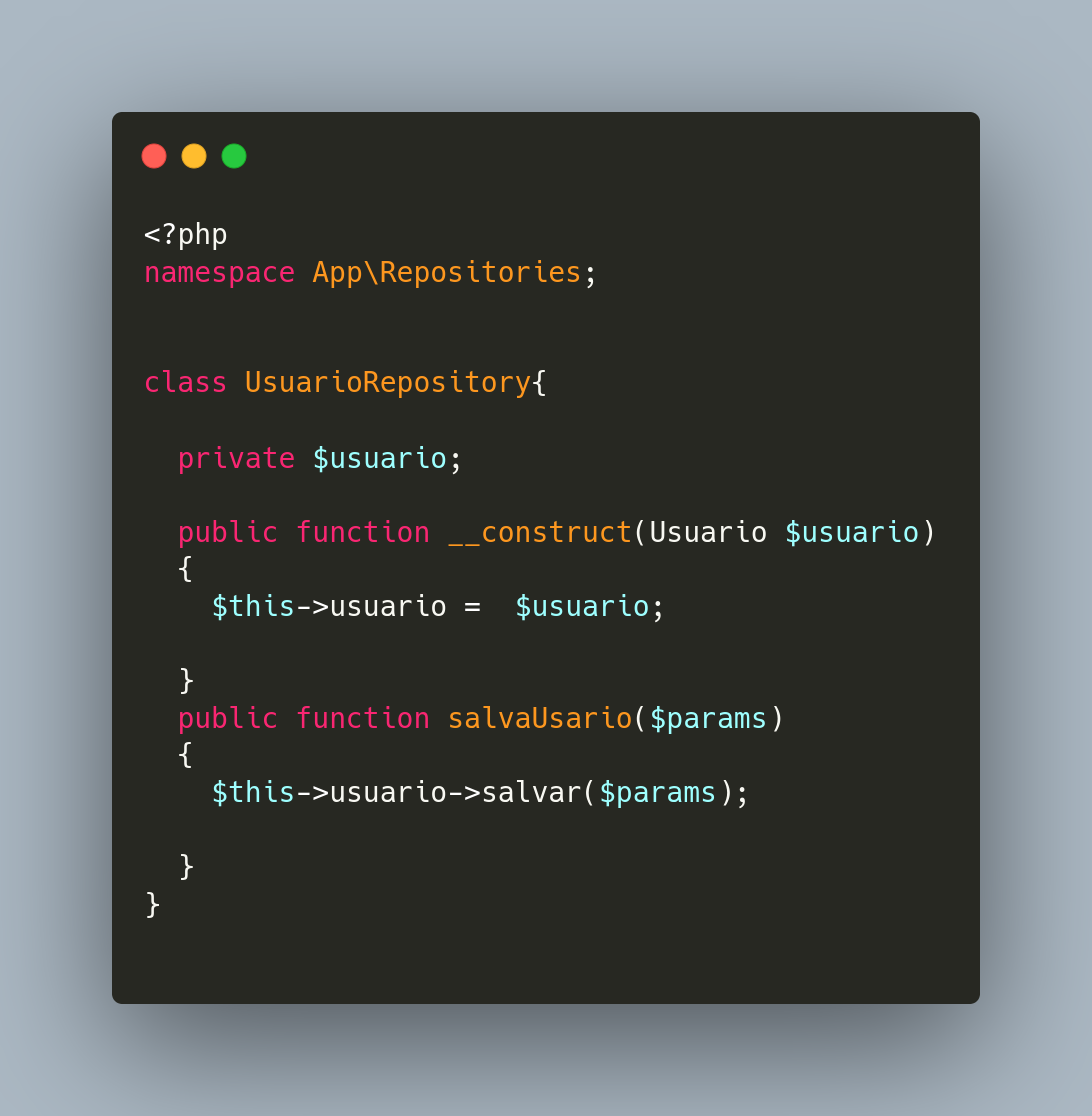 <?php
namespace App\Repositories;
class UsuarioRepository{
private $usuario;
public function __construct(Usuario $usuario)
{
$this->usuario =  $usuario;
}
public function salvaUsario($params)
{
$this->usuario->salvar($params);
}
}